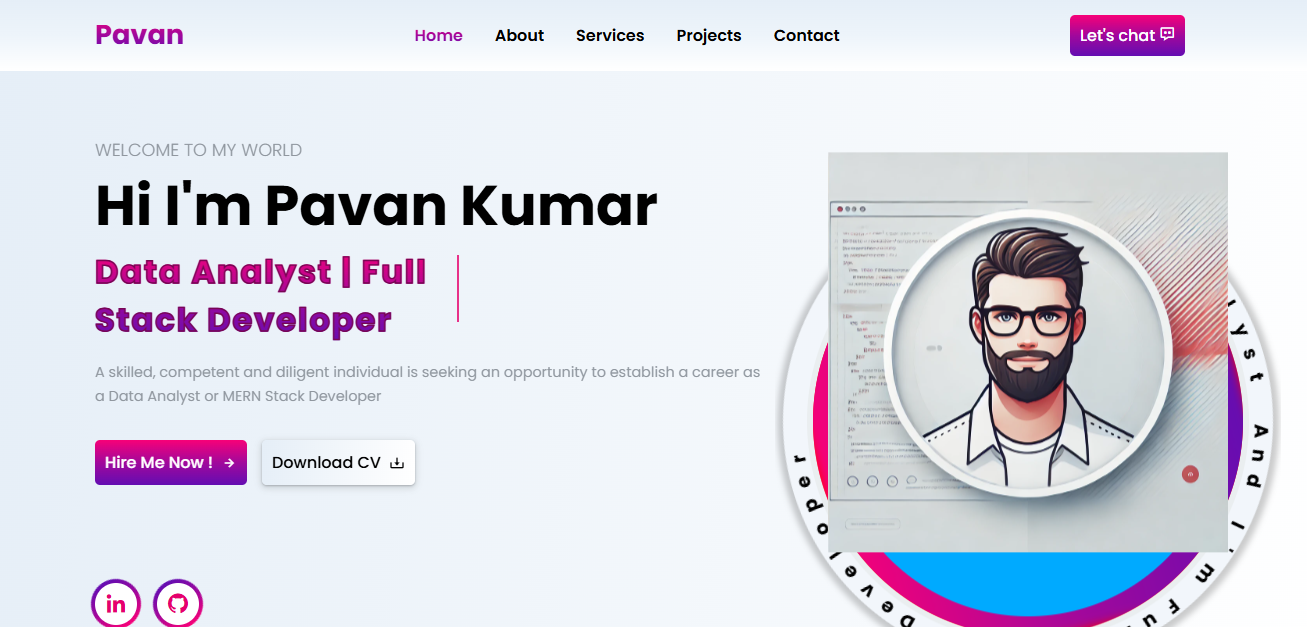 Pavan
Home About Services Projects Contact
Let's chat
WELCOME TO MY WORLD
Hi I'm Pavan Kumar
Data Analyst | Full
Stack Developer
A skilled, competent and diligent individual is seeking an opportunity to establish a career as
a Data Analyst or MERN Stack Developer
Hire Me Now !
Download CV
in
lyst And I'm Fu
Developer